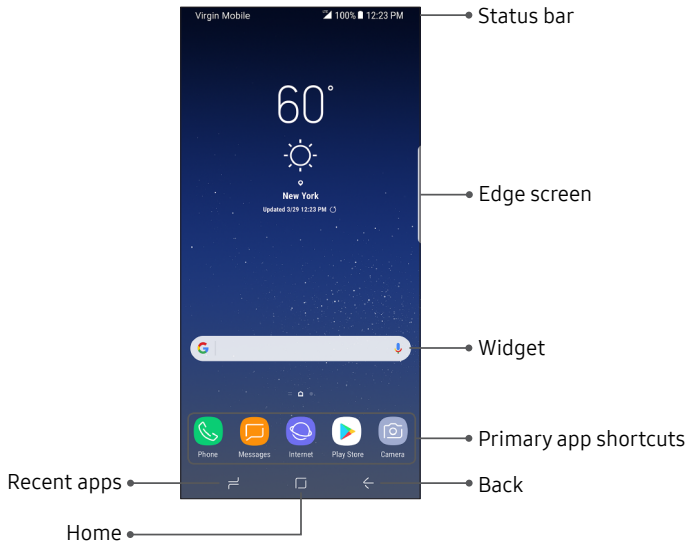 Virgin Mobile LTE 100% 12:23 PM
Status bar
60°
New York
Updated 3/29 12:23 PM
Edge screen
G
Widget
Phone Messages Internet Play Store Camera
Primary app shortcuts
Recent apps
Back
Home